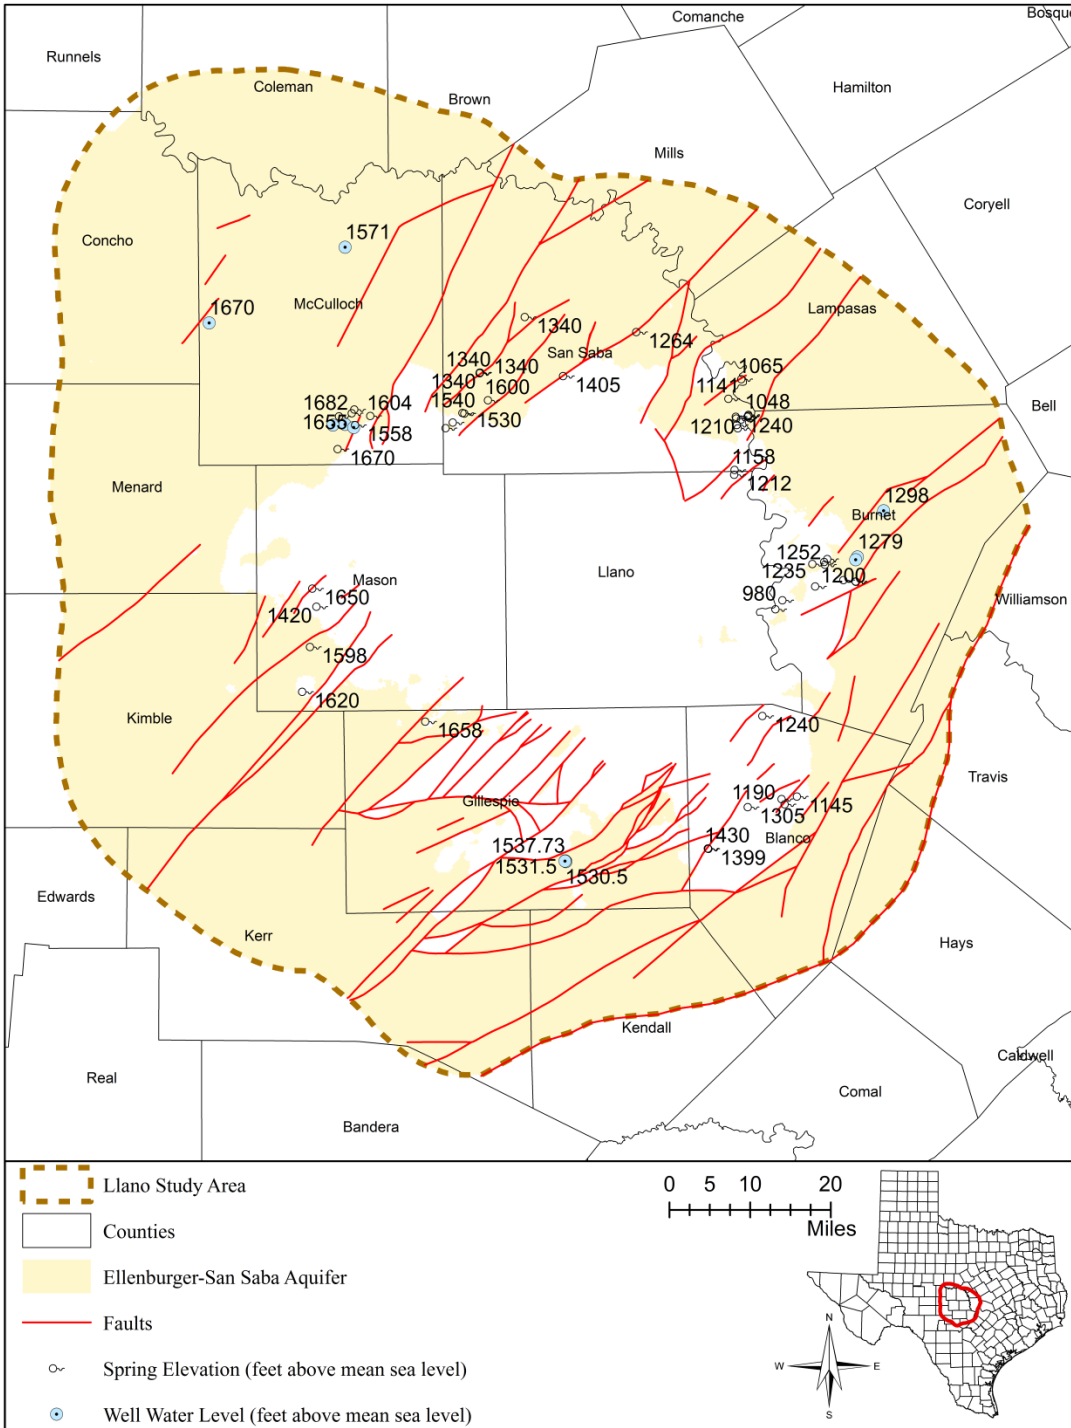 Comanche
Bosque
Runnels
Coleman
Brown
Hamilton
Mills
Coryell
Concho
1571
1670
McCulloch
Lampasas
1340
1264
San Saba
1340
1340
1065
1340
1600
1405
1141
1682
1604
1540
1048
Bell
1655
1558
1530
1210
1240
1670
1158
Menard
1212
1298
Burnet
1279
1252
Mason
Llano
1235
1200
1650
980
1420
Williamson
1598
1620
Kimble
1658
1240
Travis
1190
1145
Gillespie
1305
1430
Blanco
1537.73
1399
1531.5
1530.5
Edwards
Kerr
Hays
Kendall
Caldwell
Real
Comal
Bandera
Llano Study Area
0 5 10 20
Miles
Counties
Ellenburger-San Saba Aquifer
Faults
N
W E
S
Spring Elevation (feet above mean sea level)
Well Water Level (feet above mean sea level)